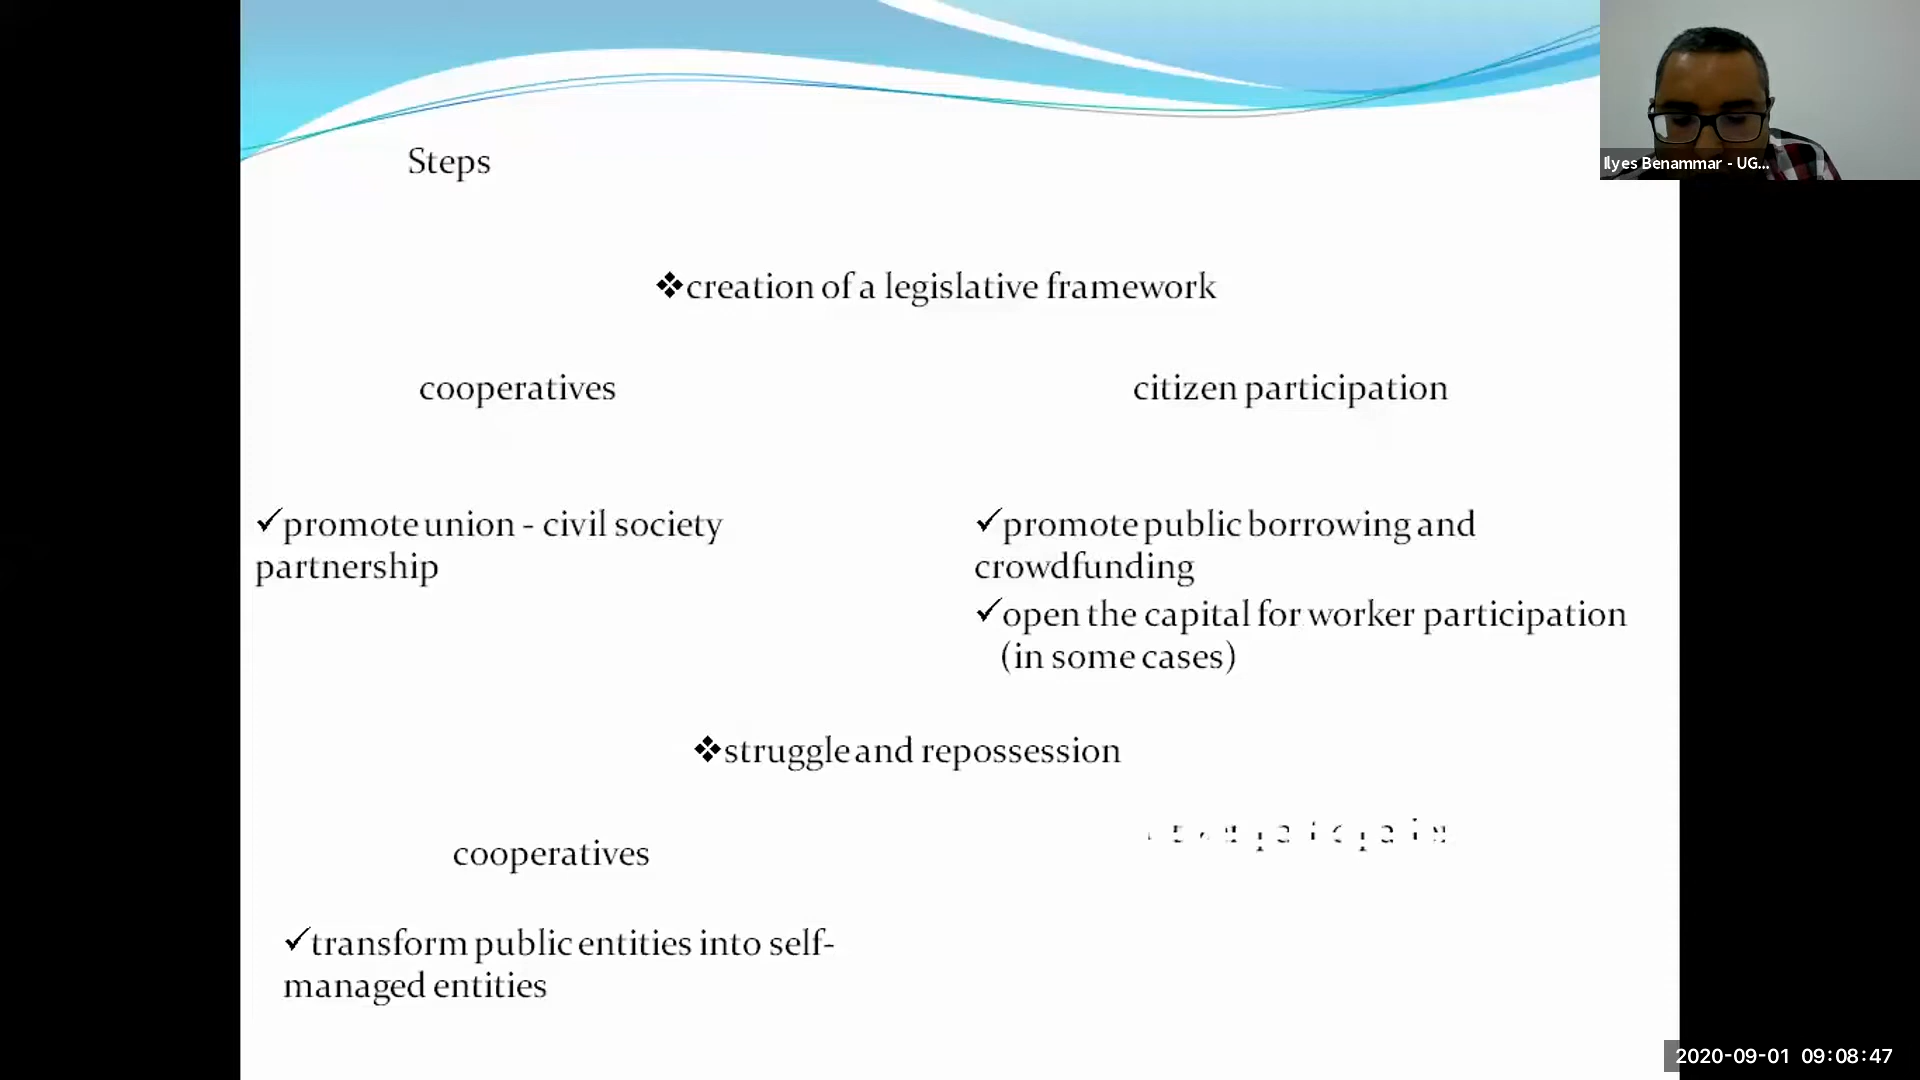 Ilyes Benammar - UG...
Steps
❖creation of a legislative framework
cooperatives
citizen participation
✓promote union - civil society
partnership
✓promote public borrowing and
crowdfunding
✓open the capital for worker participation
(in some cases)
❖struggle and repossession
cooperatives
✓transform public entities into self-
managed entities
2020-09-01 09:08:47